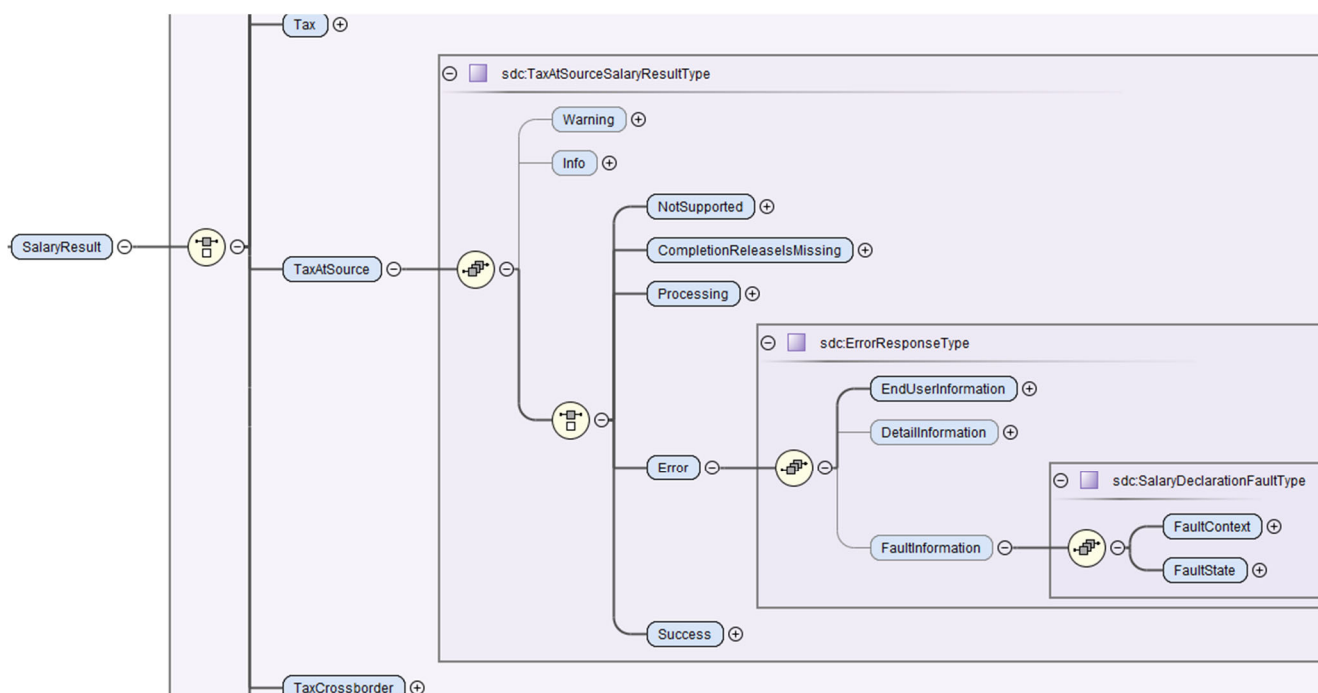 Tax
sdc:TaxAtSourceSalaryResultType
Warning
Info
NotSupported
SalaryResult
CompletionReleaseIsMissing
TaxAtSource
Processing
sdc:ErrorResponseType
EndUserInformation
DetailInformation
Error
sdc:SalaryDeclarationFaultType
FaultContext
FaultInformation
FaultState
Success
TaxCrossborder